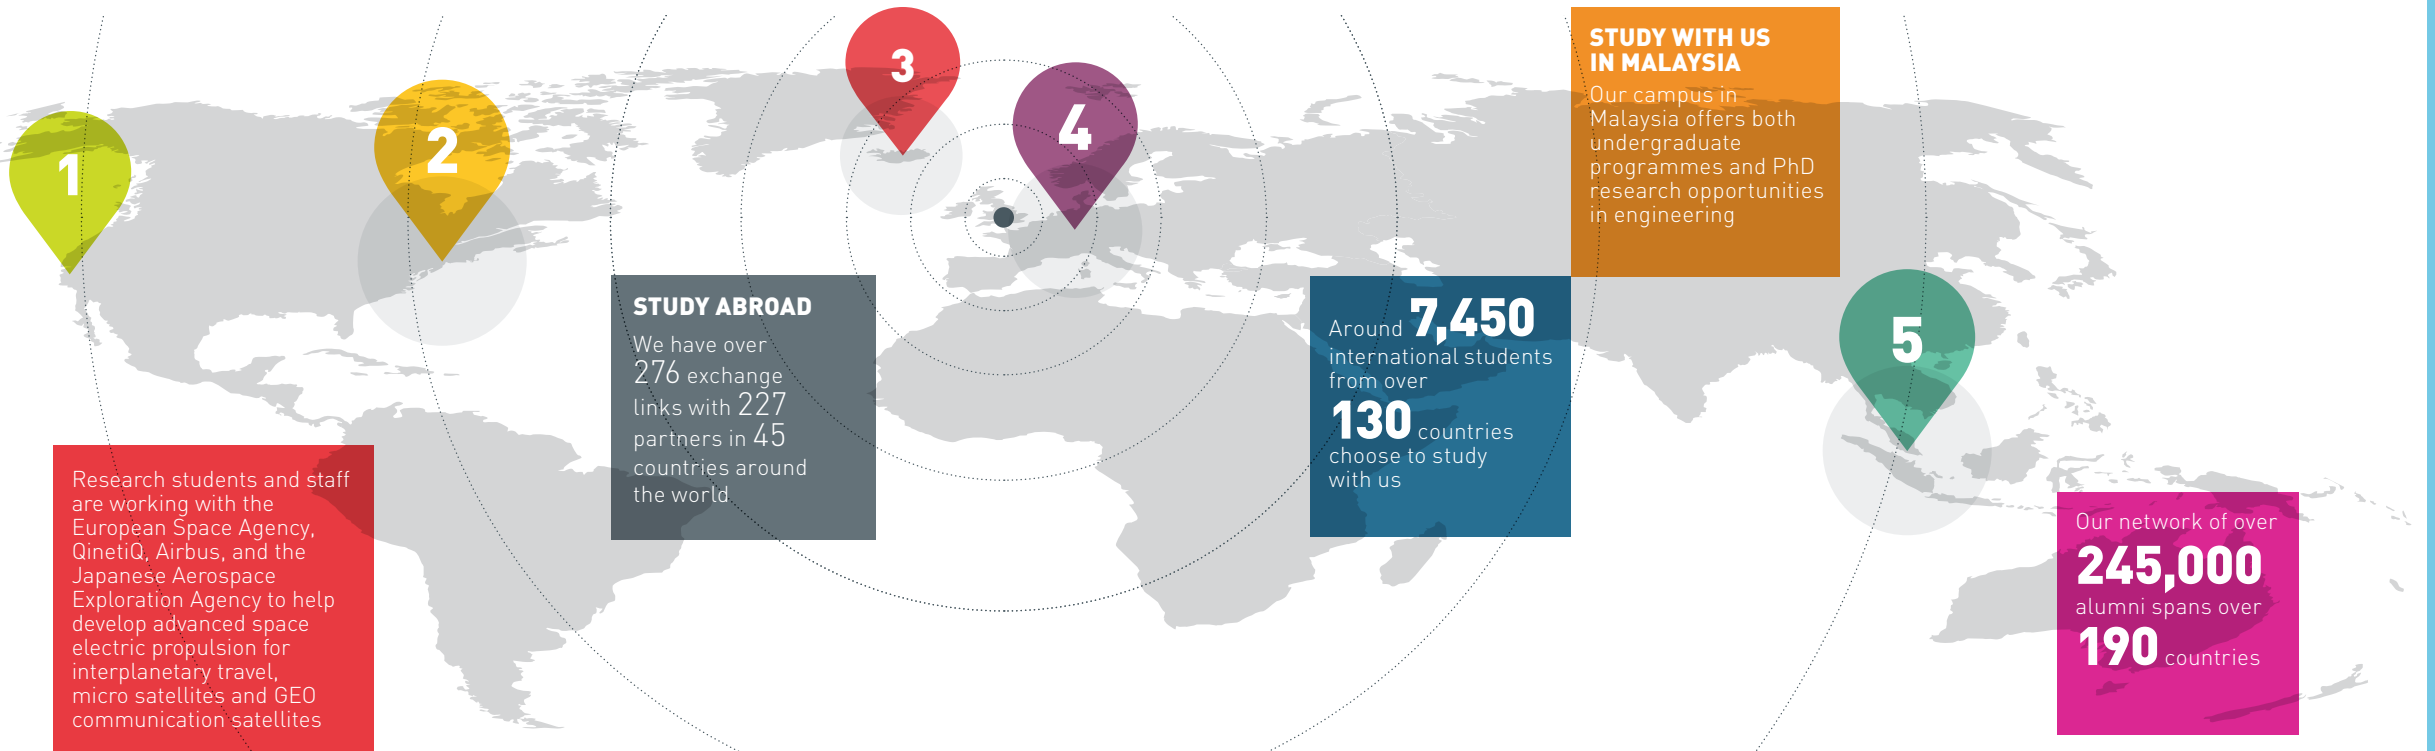 1
2
3
4
5
STUDY WITH US
IN MALAYSIA
Our campus in
Malaysia offers both
undergraduate
programmes and PhD
research opportunities
in engineering
STUDY ABROAD
We have over
276 exchange
links with 227
partners in 45
countries around
the world
Around 7,450
international students
from over
130 countries
choose to study
with us
Research students and staff
are working with the
European Space Agency,
QinetiQ, Airbus, and the
Japanese Aerospace
Exploration Agency to help
develop advanced space
electric propulsion for
interplanetary travel,
micro satellites and GEO
communication satellites
Our network of over
245,000
alumni spans over
190 countries